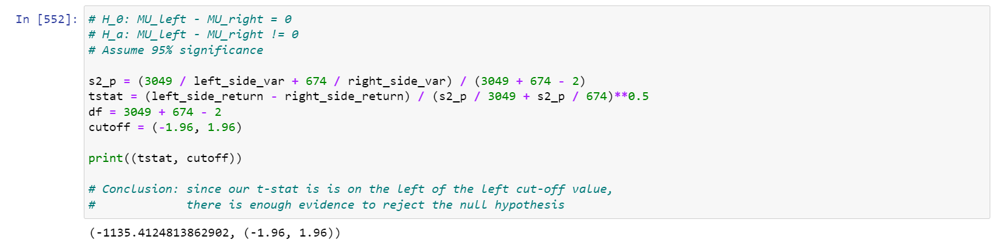 In [552]: # H_0: MU_left - MU_right = 0
# H_a: MU_left - MU_right != 0
# Assume 95% significance
s2_p = (3049 / left_side_var + 674 / right_side_var) / (3049 + 674 - 2)
tstat = (left_side_return - right_side_return) / (s2_p / 3049 + s2_p / 674)**0.5
df = 3049 + 674 - 2
cutoff = (-1.96, 1.96)
print((tstat, cutoff))
# Conclusion: since our t-stat is is on the left of the left cut-off value,
#             there is enough evidence to reject the null hypothesis
(-1135.4124813862902, (-1.96, 1.96))